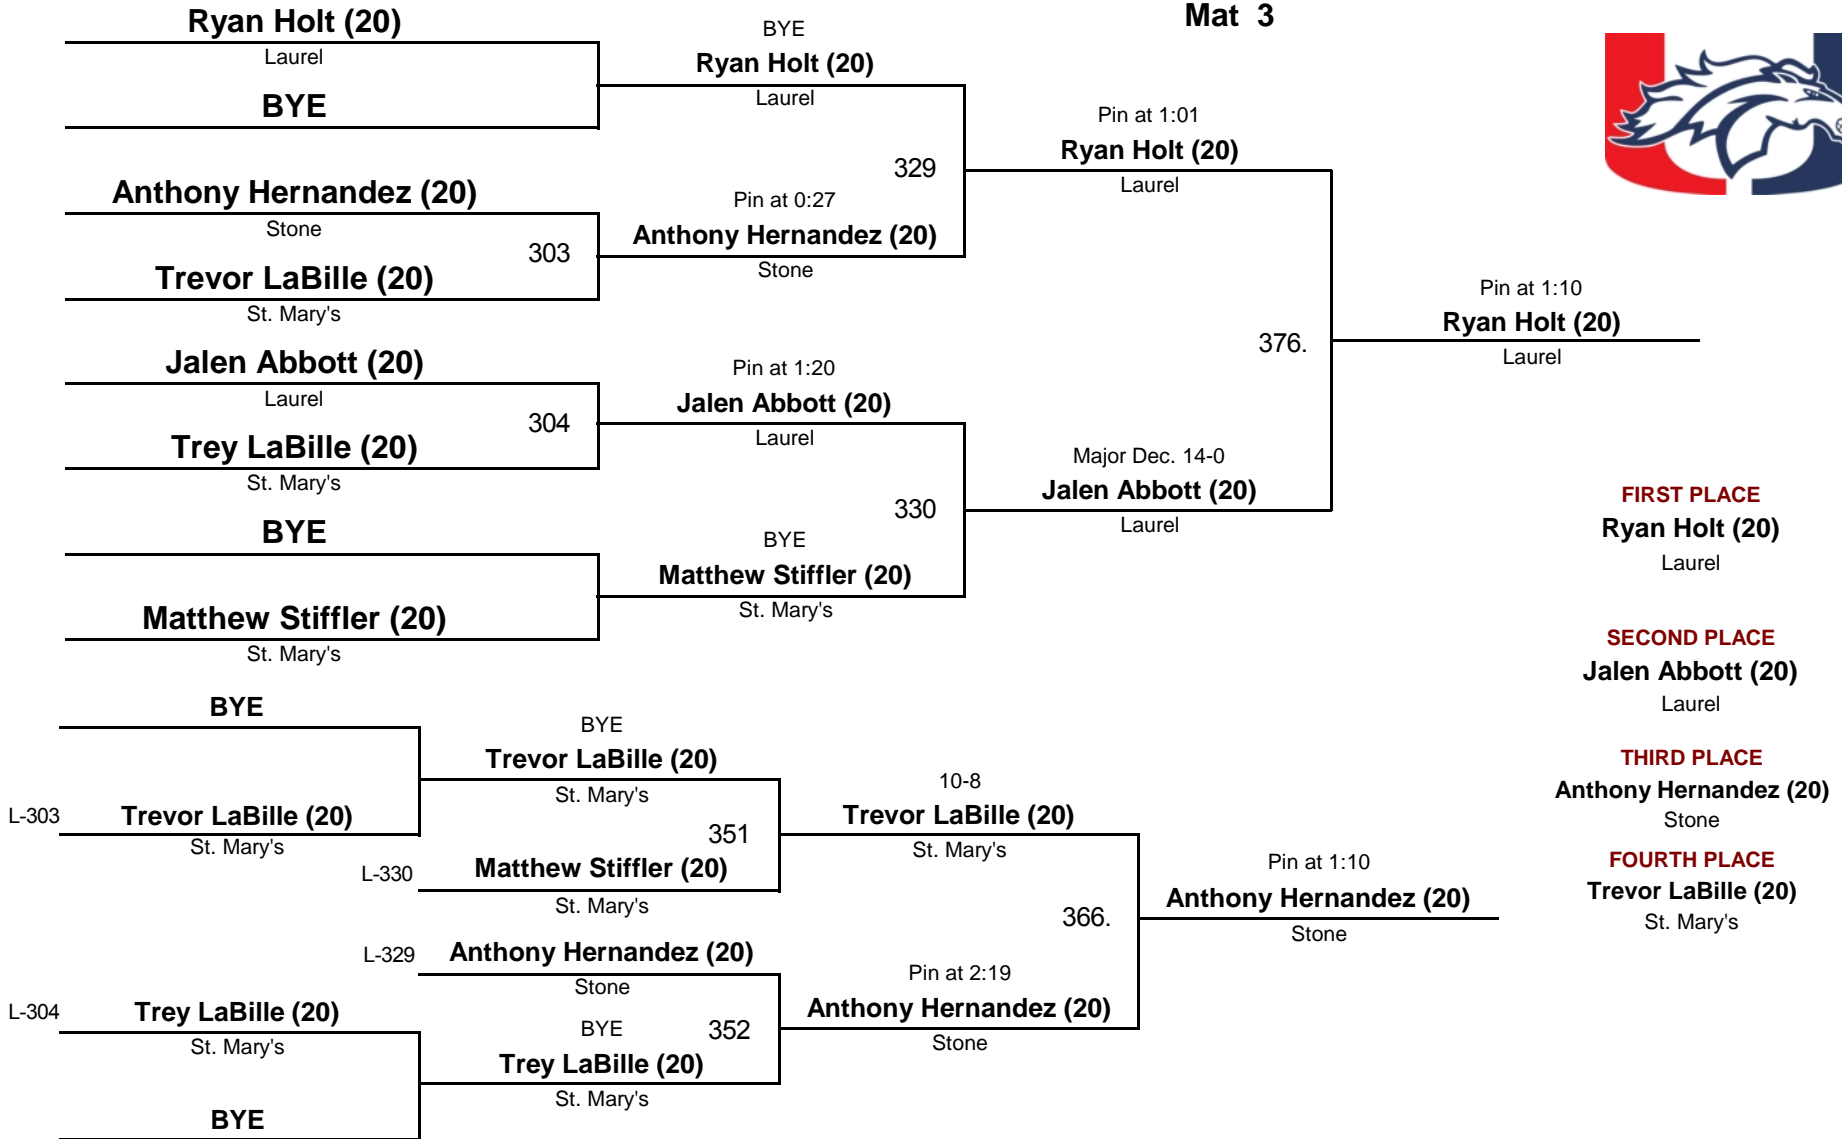 Mat 3
Ryan Holt (20)
Laurel
BYE
Anthony Hernandez (20)
Stone
303
Trevor LaBille (20)
St. Mary's
Jalen Abbott (20)
Laurel
304
Trey LaBille (20)
St. Mary's
BYE
Matthew Stiffler (20)
St. Mary's
BYE
Ryan Holt (20)
Laurel
329
Pin at 0:27
Anthony Hernandez (20)
Stone
Pin at 1:20
Jalen Abbott (20)
Laurel
330
BYE
Matthew Stiffler (20)
St. Mary's
Pin at 1:01
Ryan Holt (20)
Laurel
376.
Major Dec. 14-0
Jalen Abbott (20)
Laurel
Pin at 1:10
Ryan Holt (20)
Laurel
FIRST PLACE
Ryan Holt (20)
Laurel
SECOND PLACE
Jalen Abbott (20)
Laurel
THIRD PLACE
Anthony Hernandez (20)
Stone
FOURTH PLACE
Trevor LaBille (20)
St. Mary's
BYE
L-303 Trevor LaBille (20)
St. Mary's
L-304 Trey LaBille (20)
St. Mary's
BYE
BYE
Trevor LaBille (20)
St. Mary's
351
L-330 Matthew Stiffler (20)
St. Mary's
L-329 Anthony Hernandez (20)
Stone
BYE 352
Trey LaBille (20)
St. Mary's
10-8
Trevor LaBille (20)
St. Mary's
366.
Pin at 2:19
Anthony Hernandez (20)
Stone
Pin at 1:10
Anthony Hernandez (20)
Stone